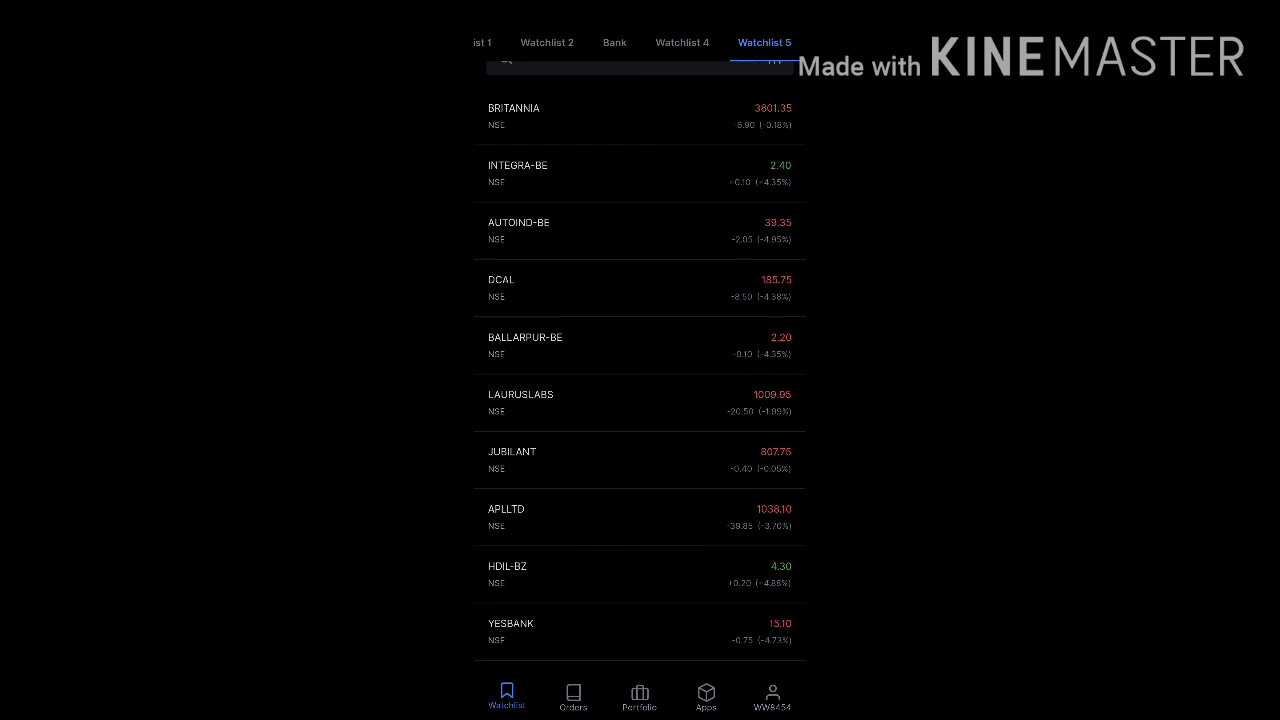 ist 1 Watchlist 2 Bank Watchlist 4 Watchlist 5
Made with KINEMASTER
BRITANNIA 3801.35
NSE -6.90 (-0.18%)
INTEGRA-BE 2.40
NSE +0.10 (+4.35%)
AUTOIND-BE 39.35
NSE -2.05 (-4.95%)
DCAL 185.75
NSE -8.50 (-4.38%)
BALLARPUR-BE 2.20
NSE -0.10 (-4.35%)
LAURUSLABS 1009.95
NSE -20.50 (-1.99%)
JUBILANT 807.75
NSE -0.40 (-0.05%)
APLLTD 1038.10
NSE -39.85 (-3.70%)
HDIL-BZ 4.30
NSE +0.20 (+4.88%)
YESBANK 15.10
NSE -0.75 (-4.73%)
Watchlist Orders Portfolio Apps WW8454